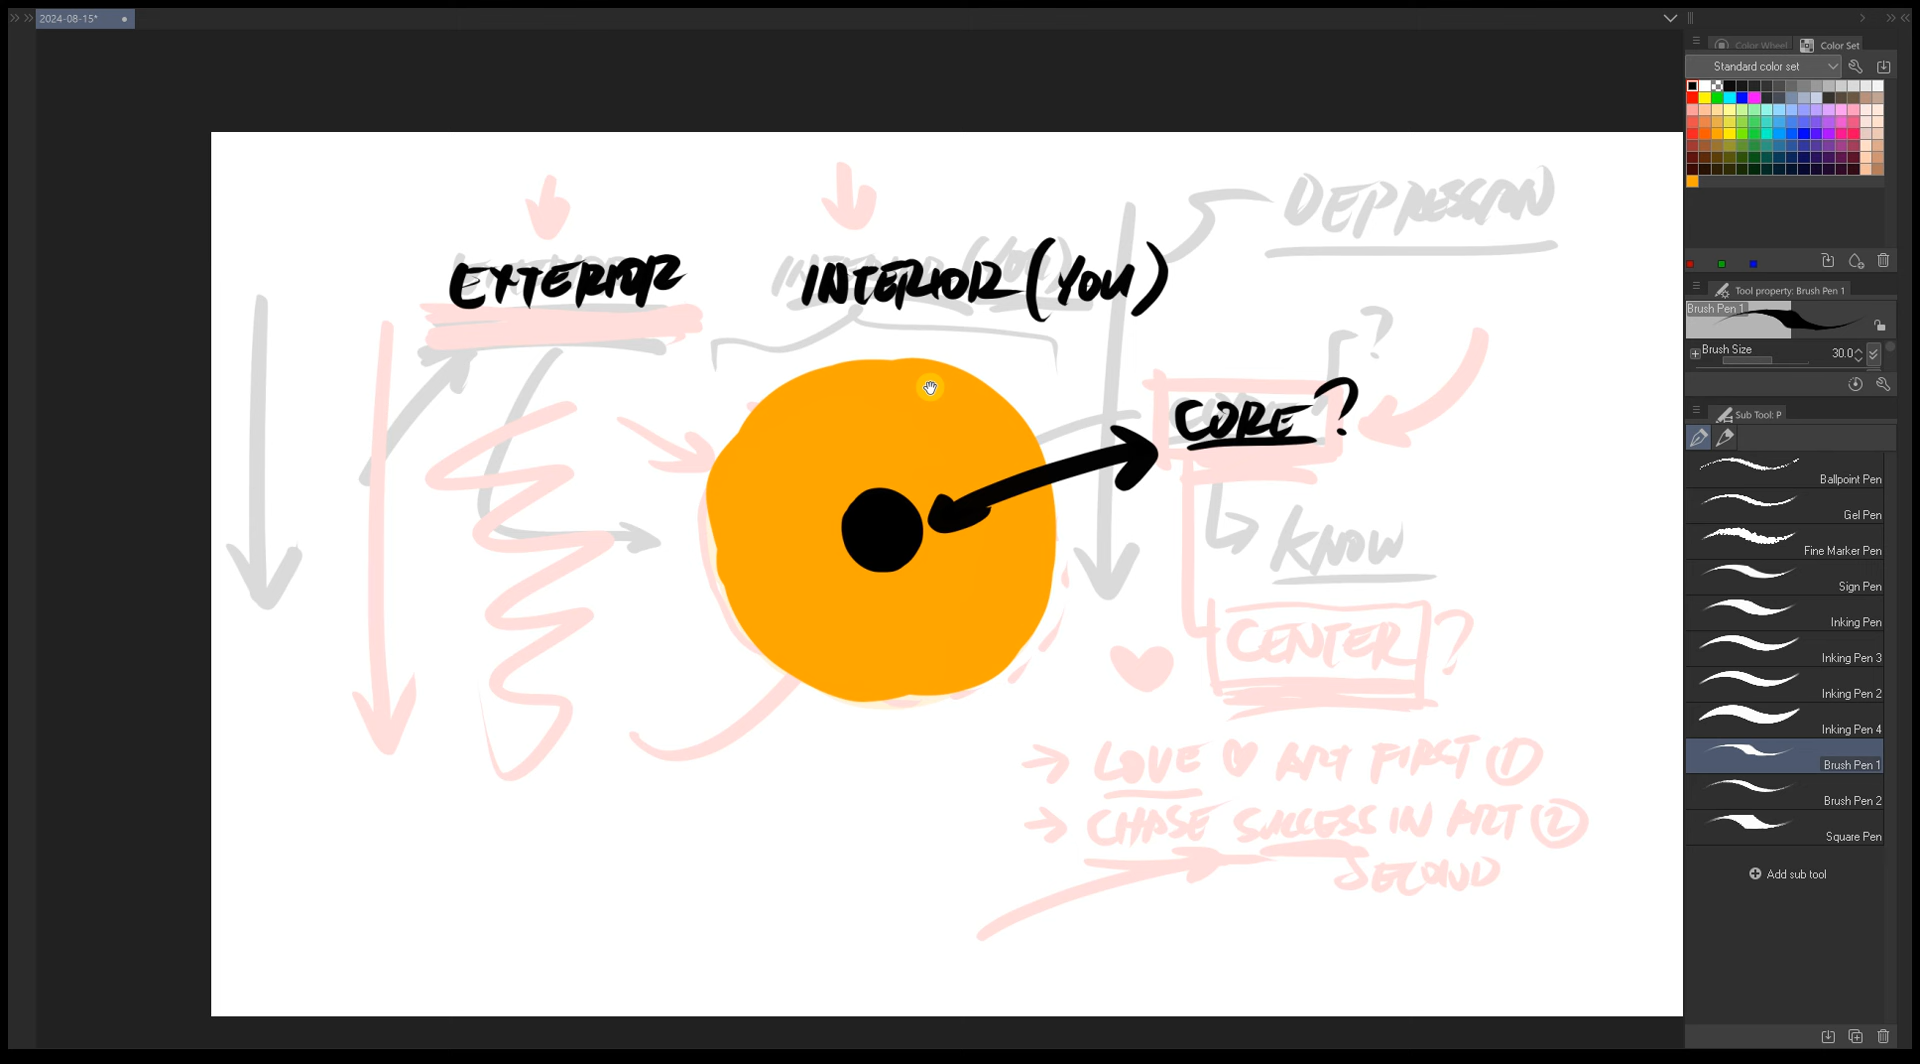 2024-08-15*
Color Wheel
Color Set
Standard color set
DEPRESSION
EXTERIOR
INTERIOR (YOU)
?
CORE?
KNOW
CENTER?
→ LOVE ♥ ART FIRST ①
→ CHASE SUCCESS IN ART ②
SECOND
Tool property: Brush Pen 1
Brush Pen 1
Brush Size
30.0
Sub Tool: P
Ballpoint Pen
Gel Pen
Fine Marker Pen
Sign Pen
Inking Pen
Inking Pen 3
Inking Pen 2
Inking Pen 4
Brush Pen 1
Brush Pen 2
Square Pen
Add sub tool